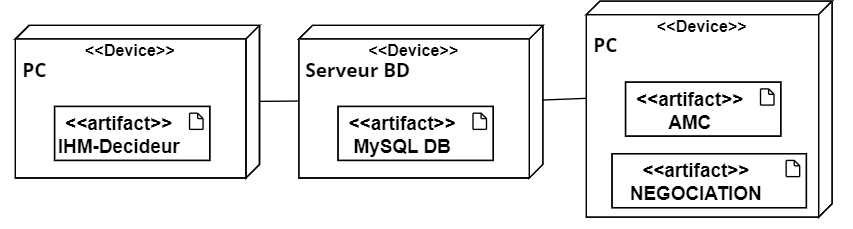 <<Device>>
PC
<<artifact>>
IHM-Decideur
<<Device>>
Serveur BD
<<artifact>>
MySQL DB
<<Device>>
PC
<<artifact>>
AMC
<<artifact>>
NEGOCIATION